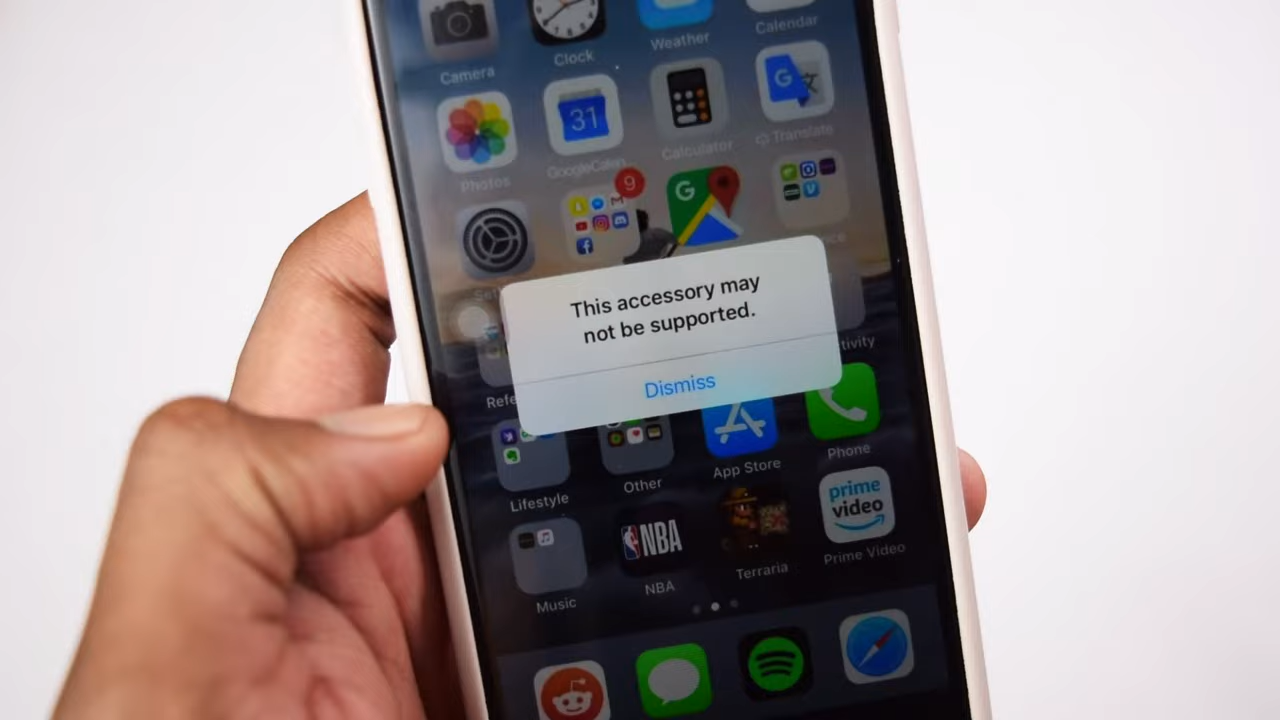 Camera
Clock
Weather
Calendar
31
G
Photos
GoogleCalen
Calculator
Translate
9
G
This accessory may
not be supported.
Dismiss
Refe
tivity
Lifestyle
Other
App Store
Phone
prime
video
NBA
Music
NBA
Terraria
Prime Video